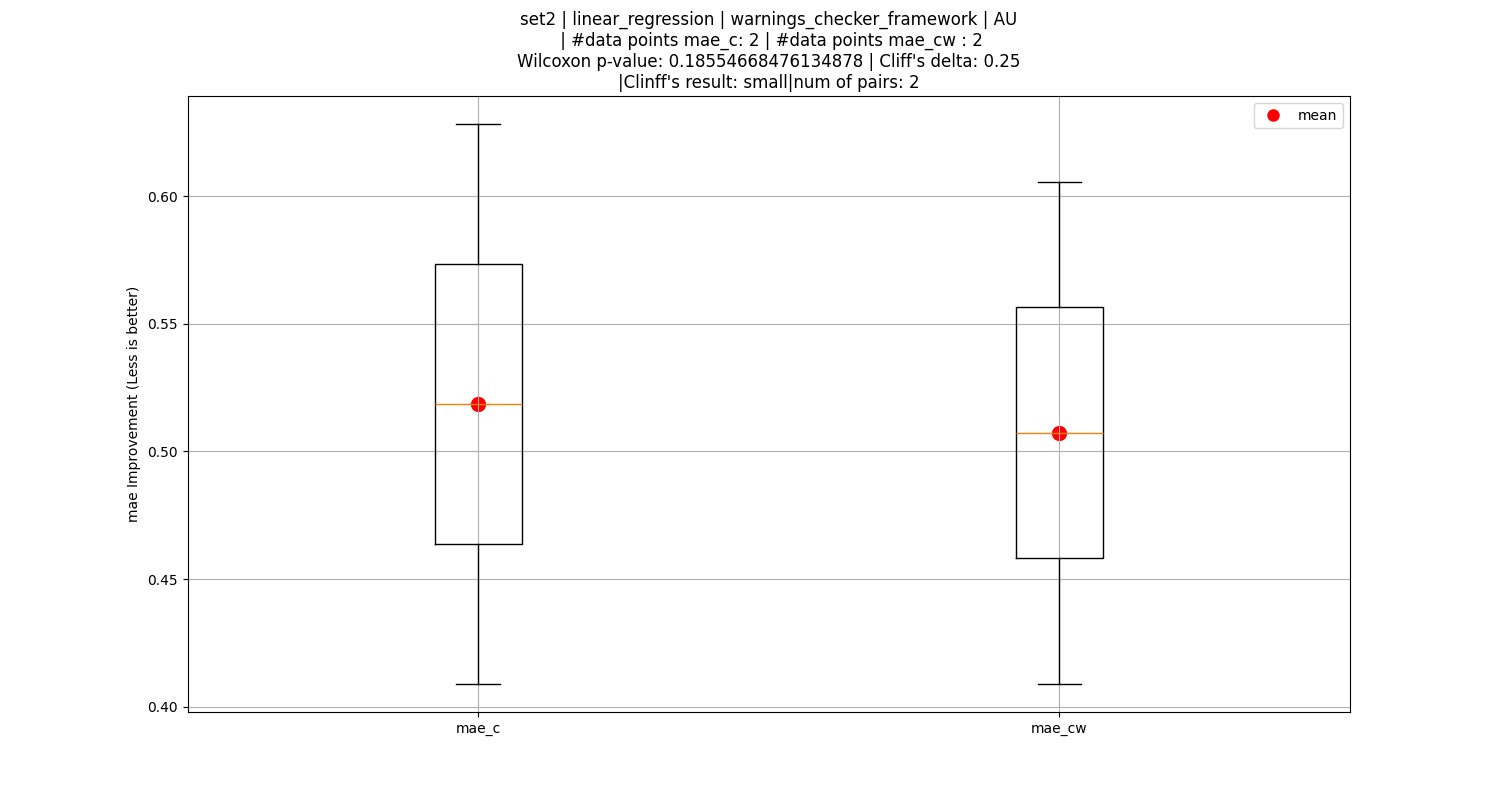 set2 | linear_regression | warnings_checker_framework | AU
| #data points mae_c: 2 | #data points mae_cw : 2
Wilcoxon p-value: 0.18554668476134878 | Cliff's delta: 0.25
|Clinff's result: small|num of pairs: 2
mean
0.60
0.55
0.50
0.45
0.40
mae Improvement (Less is better)
mae_c
mae_cw